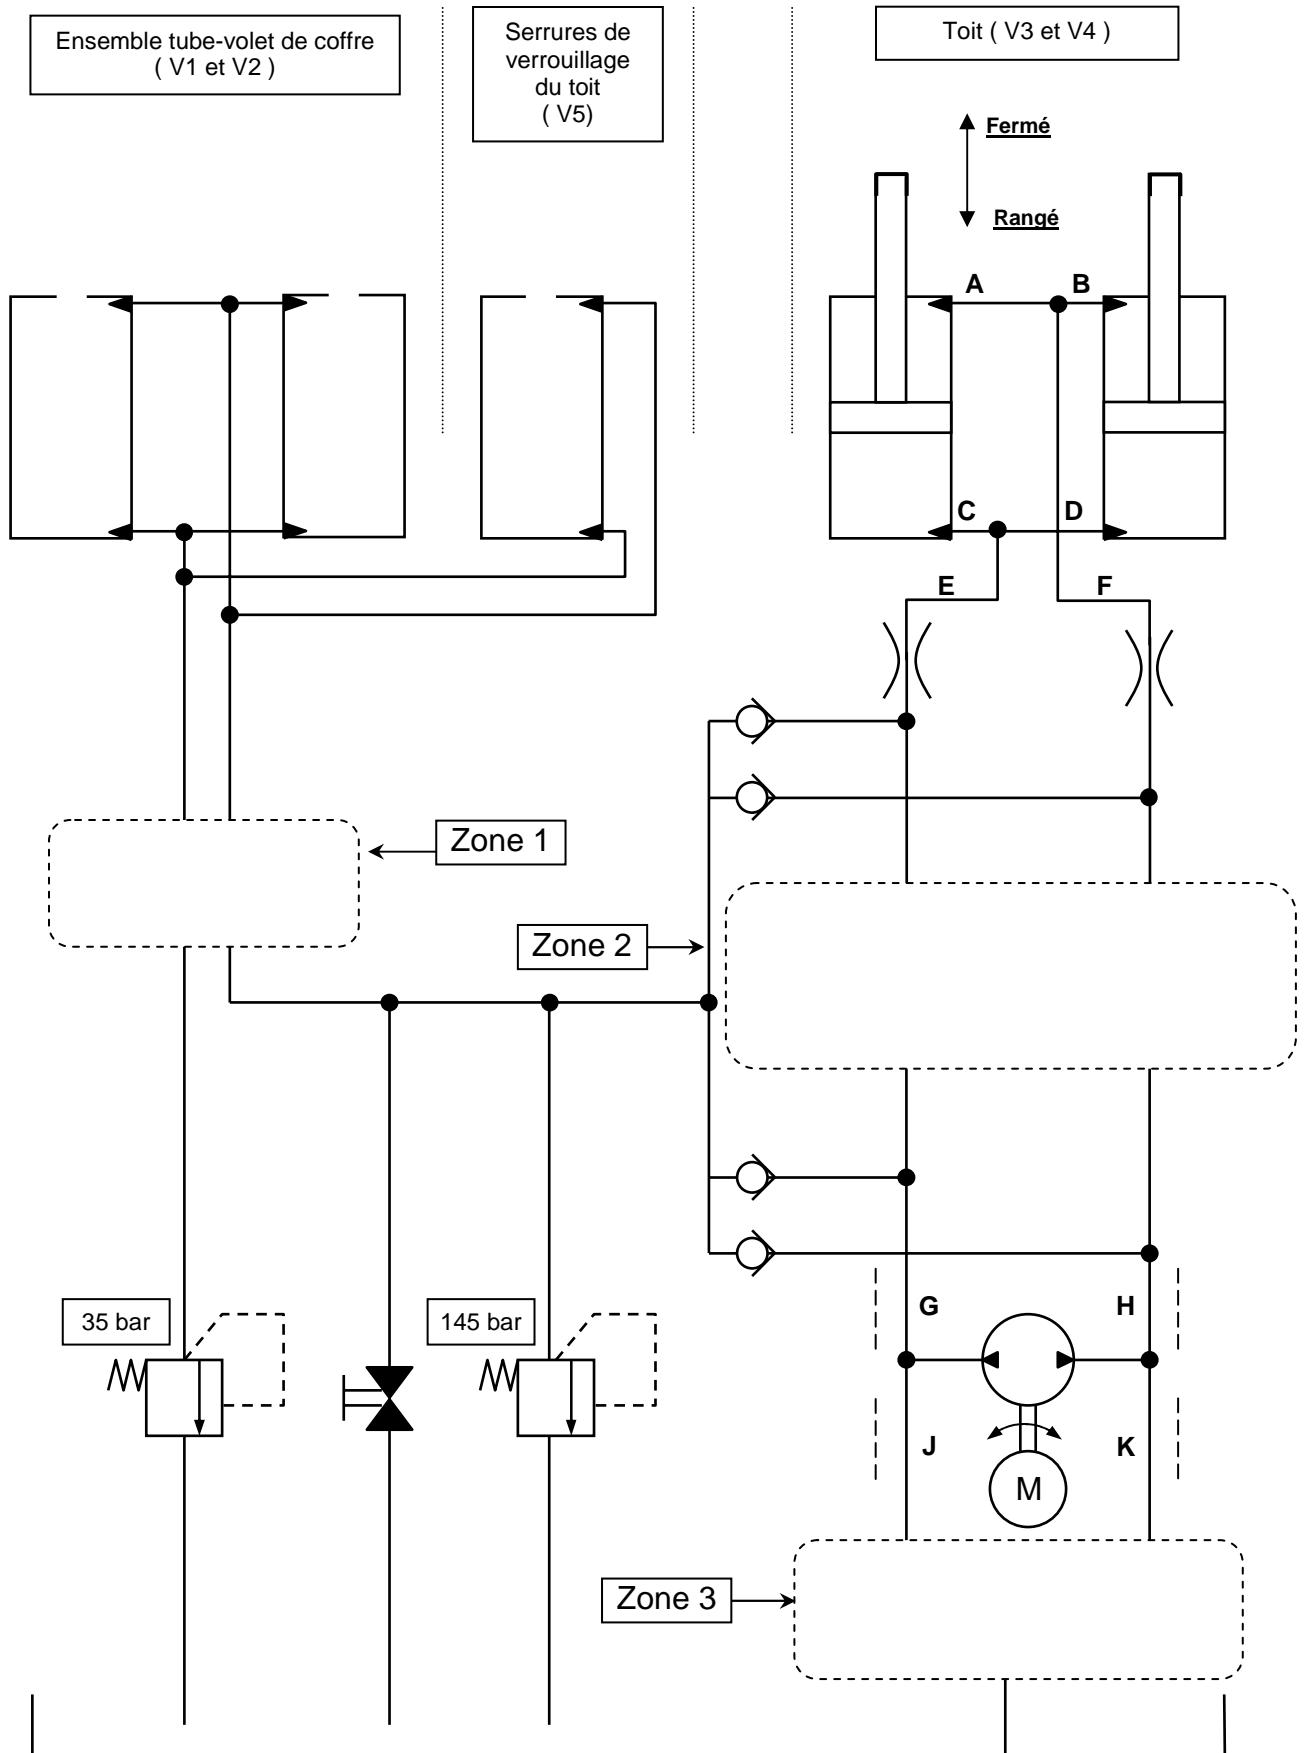 Ensemble tube-volet de coffre
( V1 et V2 )
Serrures de
verrouillage
du toit
( V5)
Toit ( V3 et V4 )
Fermé
Rangé
A
B
C
D
E
F
Zone 1
Zone 2
35 bar
145 bar
G
H
J
K
M
Zone 3